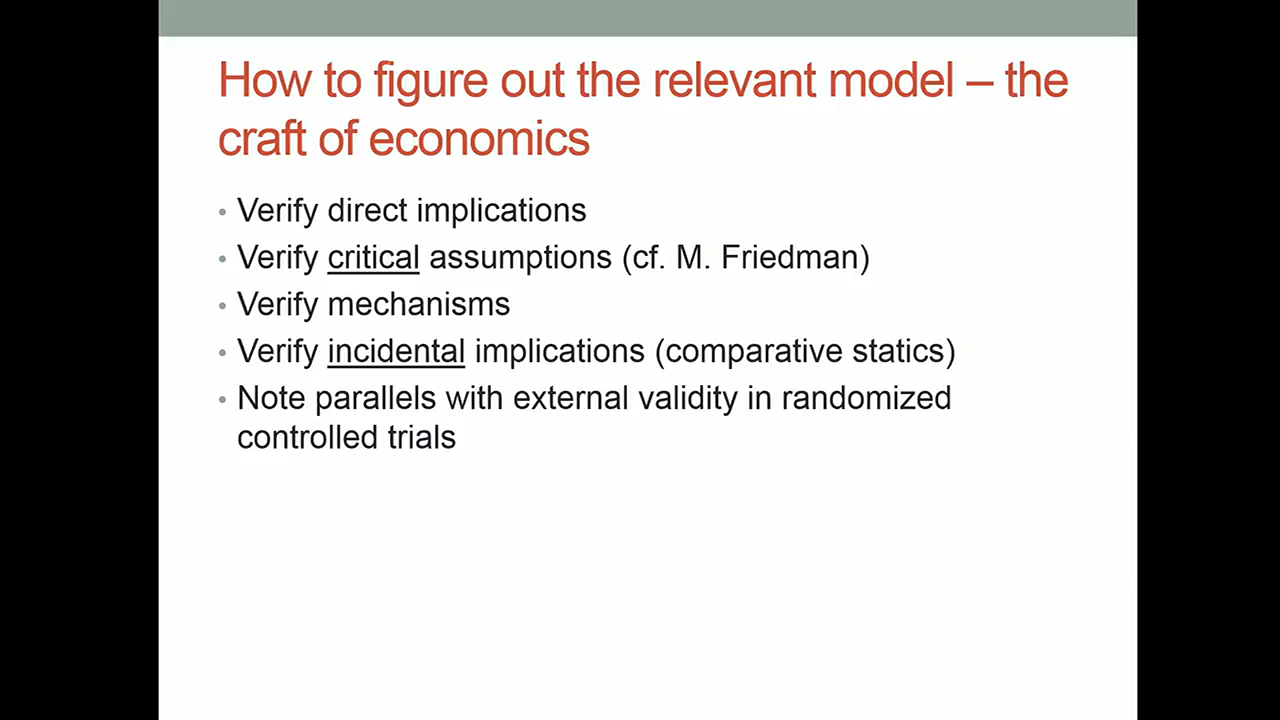 How to figure out the relevant model – the
craft of economics
• Verify direct implications
• Verify critical assumptions (cf. M. Friedman)
• Verify mechanisms
• Verify incidental implications (comparative statics)
• Note parallels with external validity in randomized
controlled trials